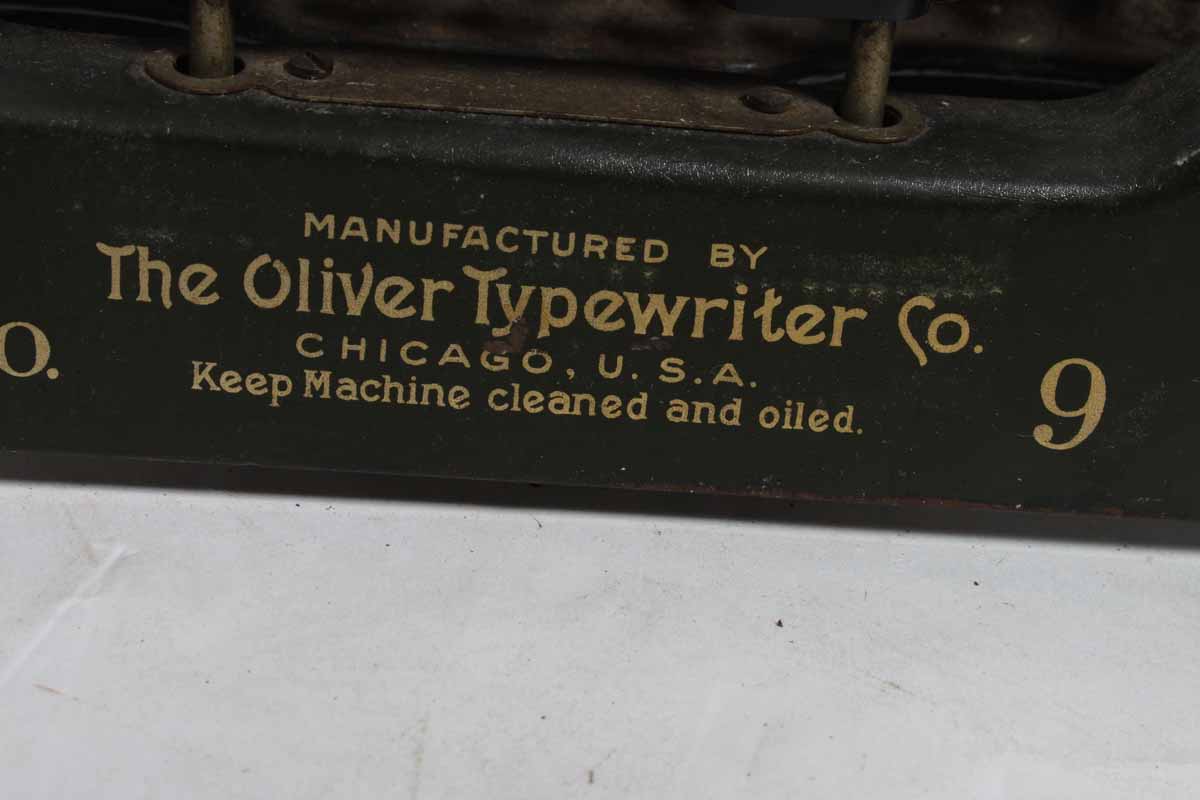 MANUFACTURED BY
The Oliver Typewriter Co.
CHICAGO, U.S.A.
Keep Machine cleaned and oiled.
o.
9